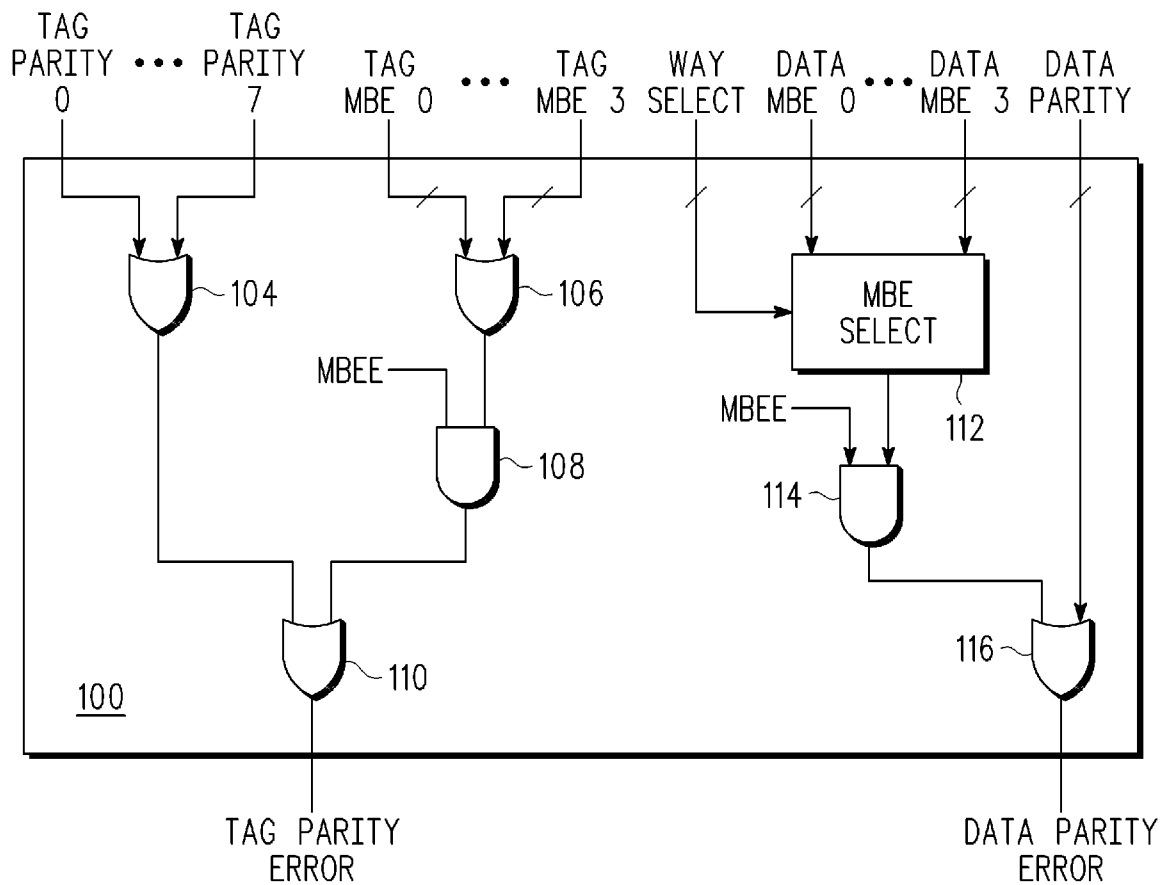 TAG PARITY 0
TAG PARITY 7
TAG MBE 0
TAG MBE 3
WAY SELECT
DATA MBE 0
DATA MBE 3
DATA PARITY
104
106
MBE SELECT
112
MBEE
108
MBEE
114
110
116
100
TAG PARITY ERROR
DATA PARITY ERROR